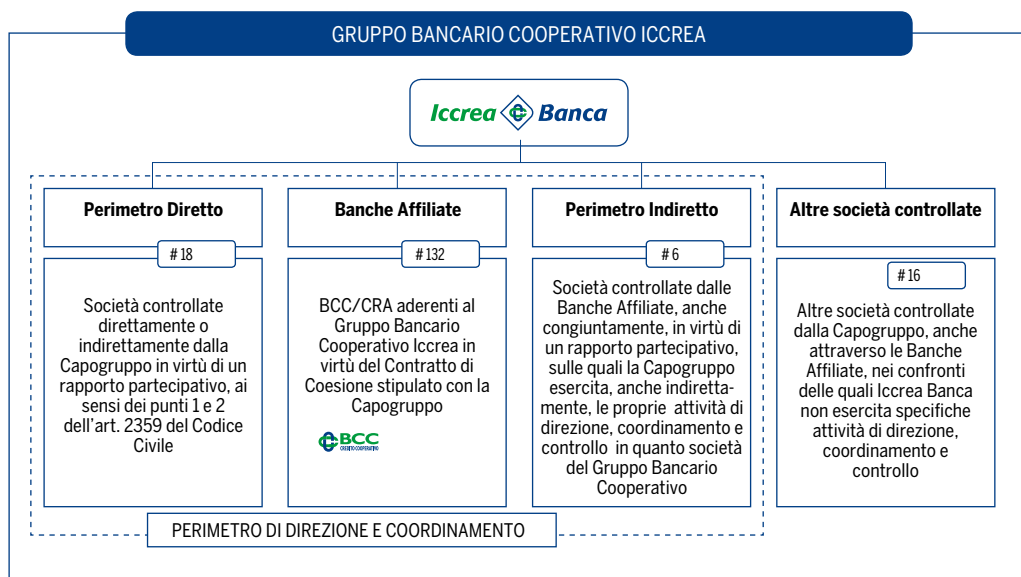 GRUPPO BANCARIO COOPERATIVO ICCREA
Iccrea Banca
Perimetro Diretto
# 18
Società controllate
direttamente o
indirettamente dalla
Capogruppo in virtù di un
rapporto partecipativo, ai
sensi dei punti 1 e 2
dell'art. 2359 del Codice
Civile
Banche Affiliate
# 132
BCC/CRA aderenti al
Gruppo Bancario
Cooperativo Iccrea in
virtù del Contratto di
Coesione stipulato con la
Capogruppo
BCC
CREDITO COOPERATIVO
Perimetro Indiretto
# 6
Società controllate dalle
Banche Affiliate, anche
congiuntamente, in virtù di
un rapporto partecipativo,
sulle quali la Capogruppo
esercita, anche indiretta-
mente, le proprie attività di
direzione, coordinamento e
controllo in quanto società
del Gruppo Bancario
Cooperativo
Altre società controllate
# 16
Altre società controllate
dalla Capogruppo, anche
attraverso le Banche
Affiliate, nei confronti
delle quali Iccrea Banca
non esercita specifiche
attività di direzione,
coordinamento e
controllo
PERIMETRO DI DIREZIONE E COORDINAMENTO